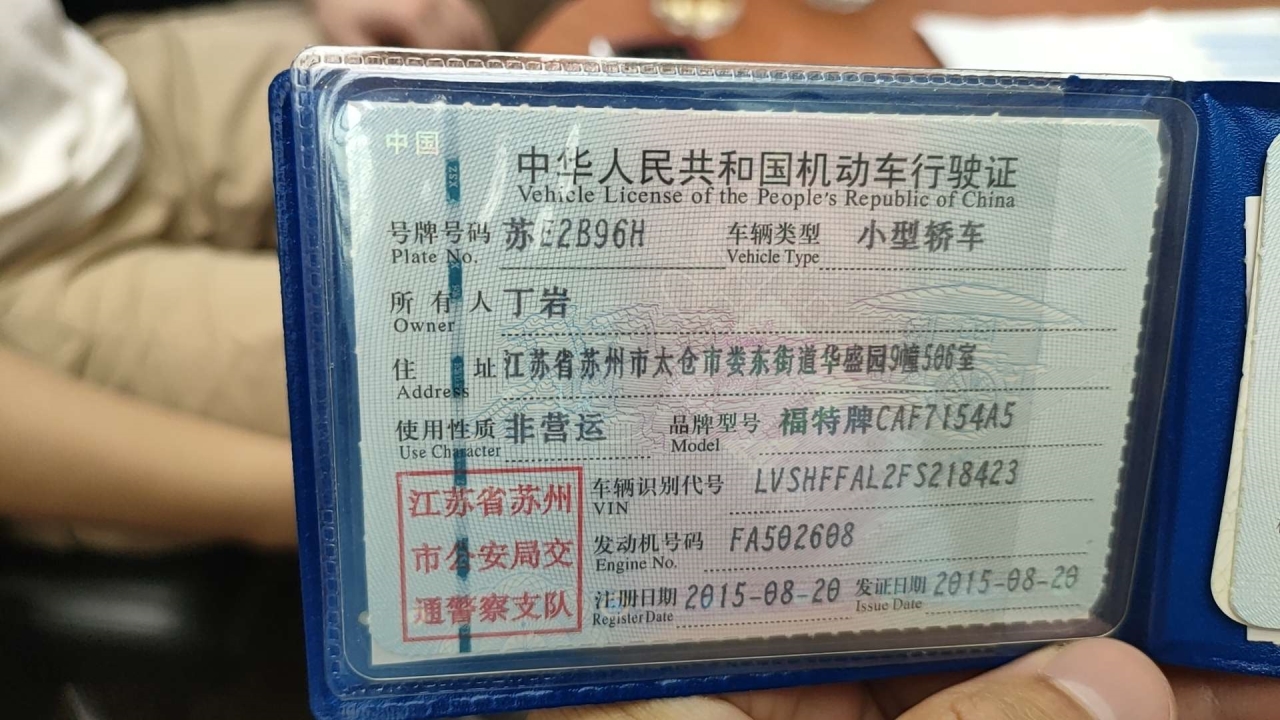 中国
中华人民共和国机动车行驶证
Vehicle License of the People's Republic of China
号牌号码 苏E2B96H 车辆类型 小型轿车
Plate No. Vehicle Type
所有人 丁岩
Owner
住址 江苏省苏州市太仓市娄东街道华盛园9幢506室
Address
使用性质 非营运 品牌型号 福特牌CAF7154A5
Use Character Model
江苏省苏州
市公安局交
通警察支队
车辆识别代号 LVSHFFAL2FS218423
VIN
发动机号码 FA502608
Engine No.
注册日期 2015-08-20 发证日期 2015-08-20
Register Date Issue Date